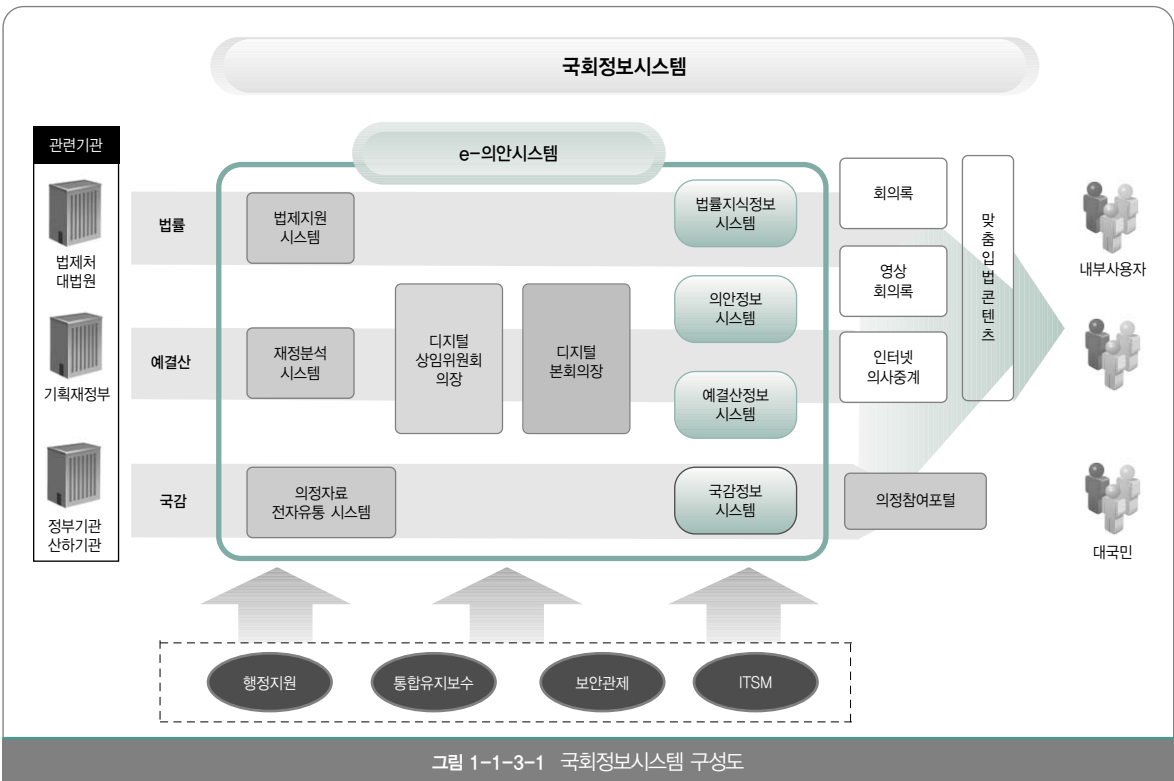 국회정보시스템
관련기관
법제처
대법원
기획재정부
정부기관
산하기관
e-의안시스템
법률
법제지원
시스템
법률지식정보
시스템
회의록
영상
회의록
맞춤입법콘텐츠
내부사용자
예결산
재정분석
시스템
디지털
상임위원회
의장
디지털
본회의장
의안정보
시스템
예결산정보
시스템
인터넷
의사중계
국감
의정자료
전자유통 시스템
국감정보
시스템
의정참여포털
대국민
행정지원
통합유지보수
보안관제
ITSM
그림 1-1-3-1 국회정보시스템 구성도